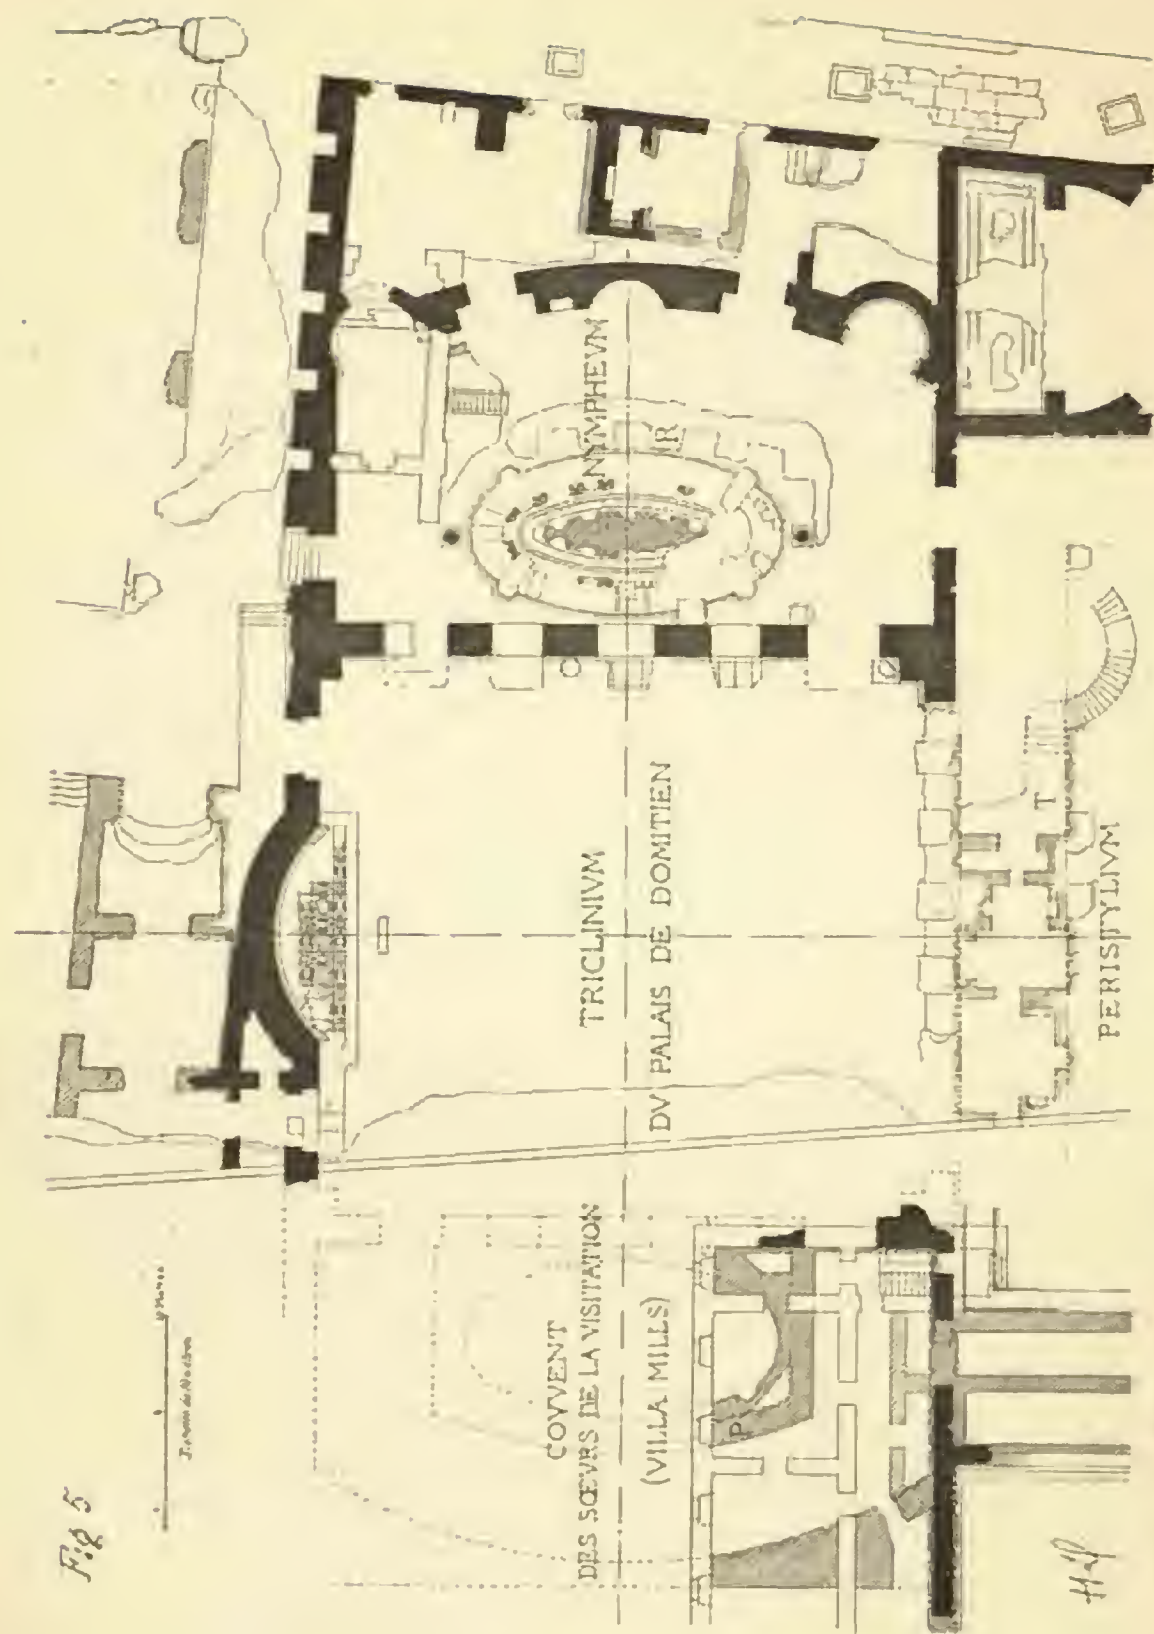 Fig 5
NYMPHEVM
R
TRICLINIVM
DV PALAIS DE DOMITIEN
T
PERISTYLIVM
COVVENT
DES SŒVRS DE LA VISITATION
(VILLA MILLS)
P